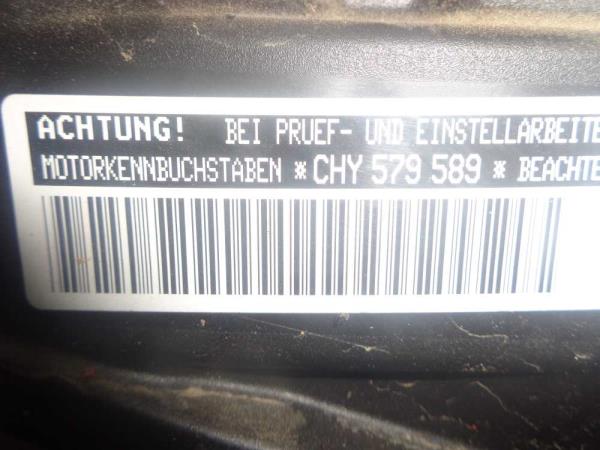 ACHTUNG! BEI PRUEF- UND EINSTELLARBEITE
MOTORKENNBUCHSTABEN * CHY 579 589 * BEACHTE